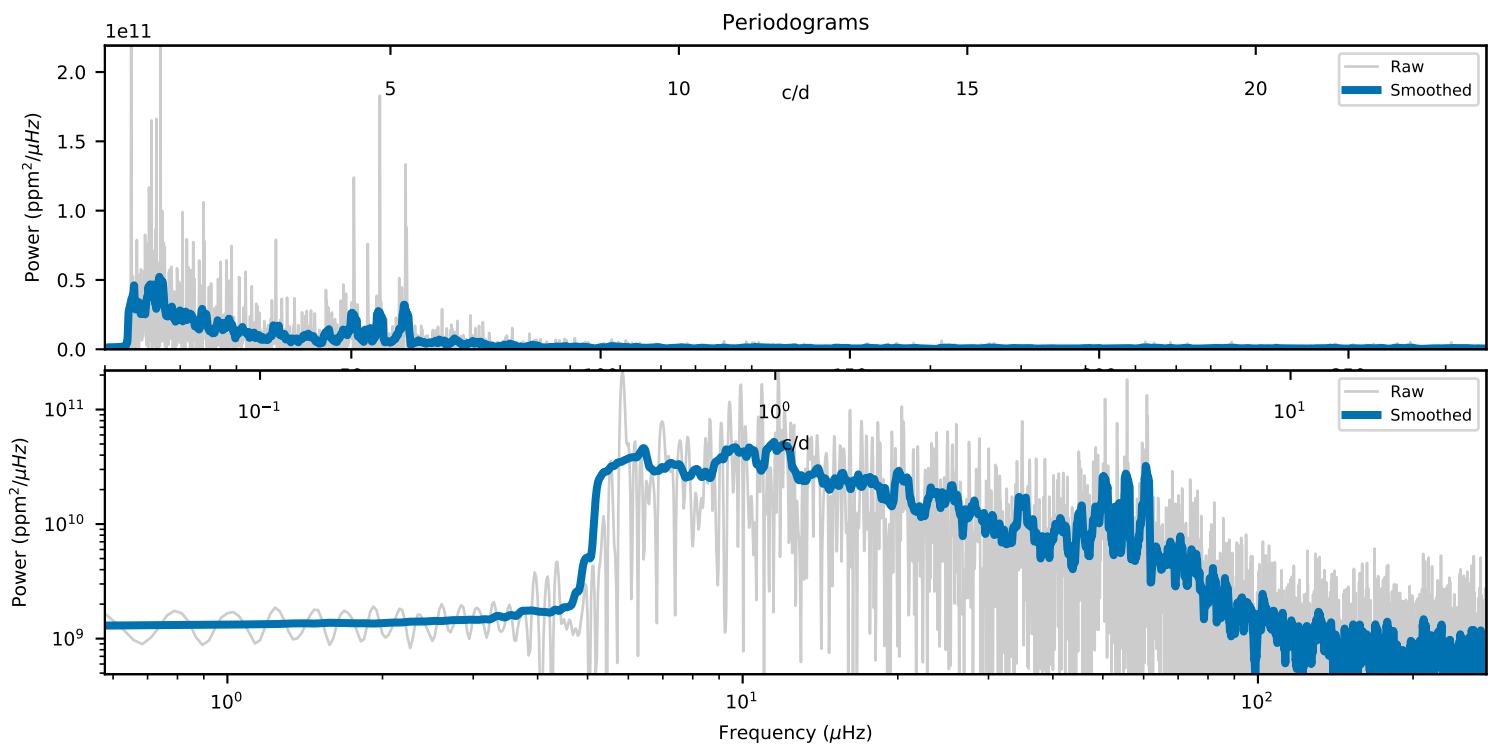 Periodograms
1e11
5 10 15 20
c/d
Raw
Smoothed
2.0
1.5
1.0
0.5
0.0
Power (ppm²/μHz)
10⁻¹ 10⁰ 10¹
c/d
Raw
Smoothed
10¹¹
10¹⁰
10⁹
Power (ppm²/μHz)
10⁰ 10¹ 10²
Frequency (μHz)